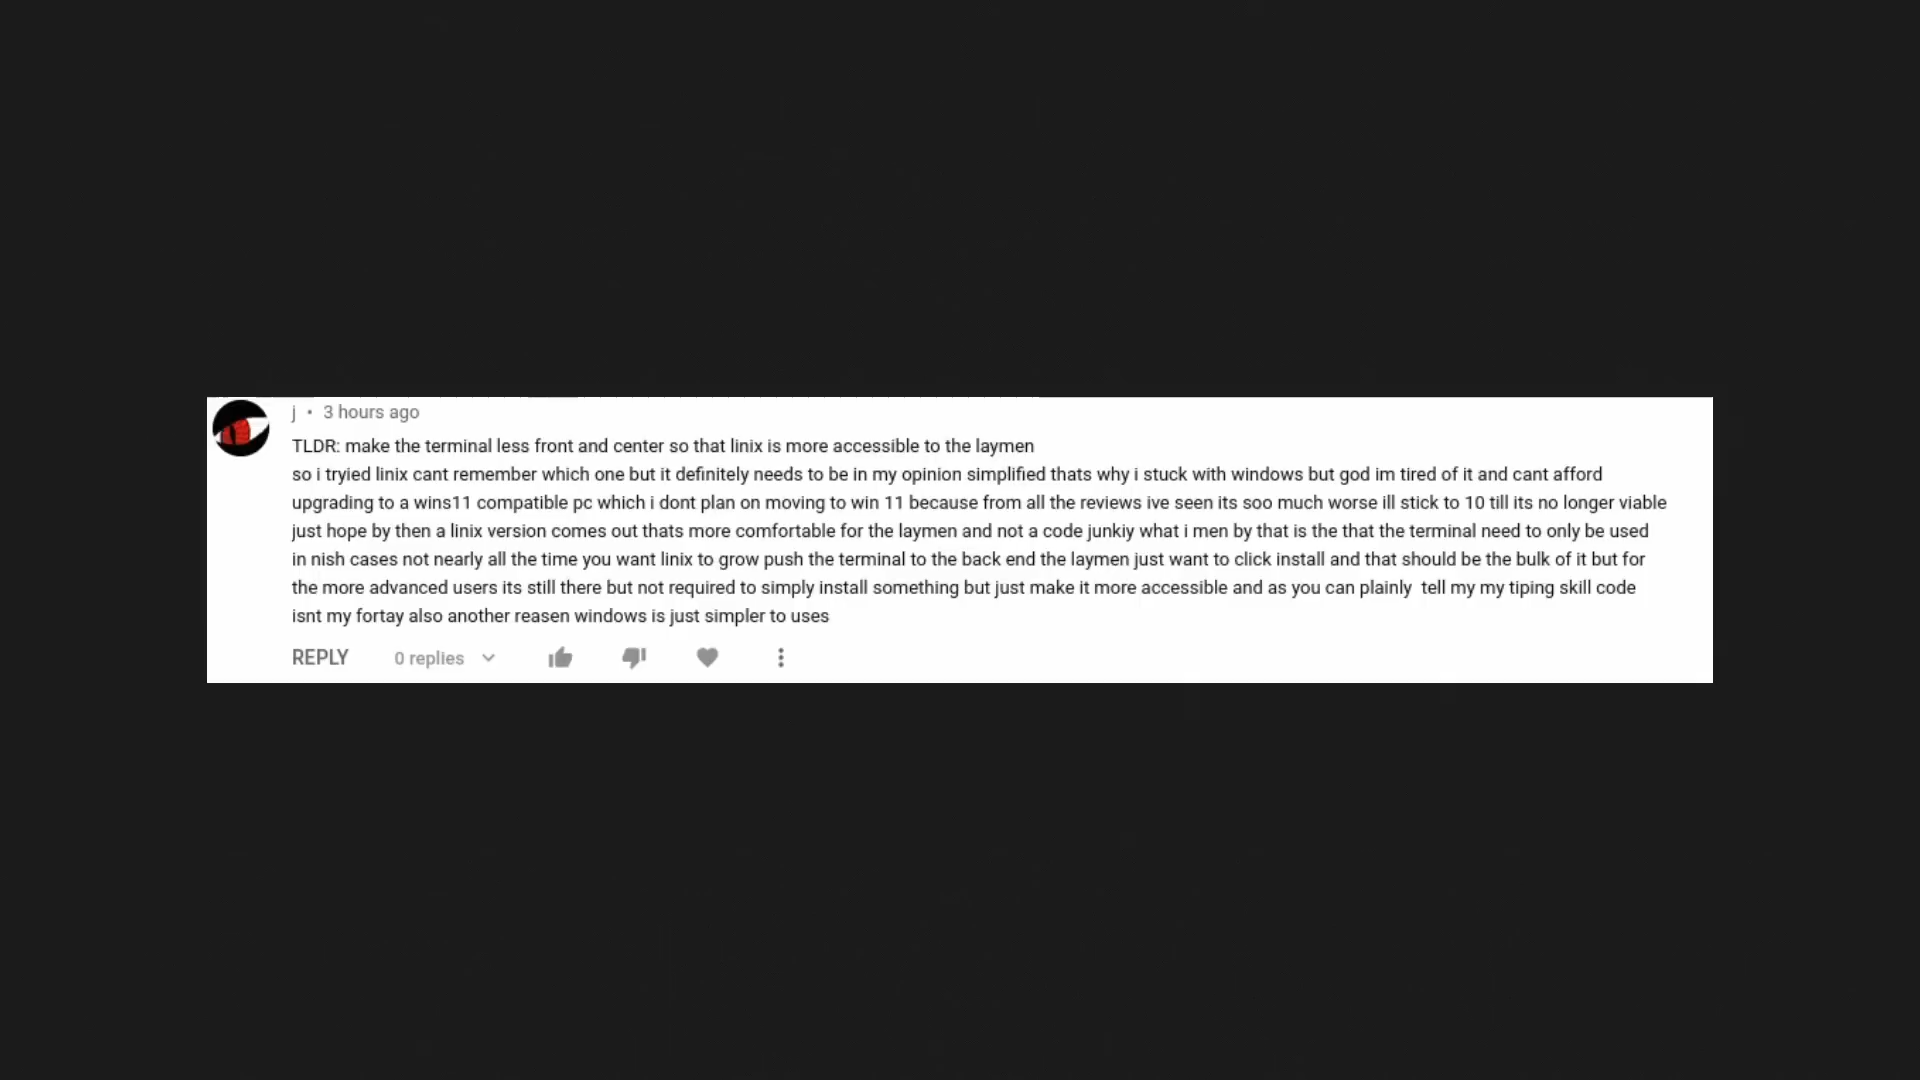 j • 3 hours ago
TLDR: make the terminal less front and center so that linix is more accessible to the laymen
so i tryied linix cant remember which one but it definitely needs to be in my opinion simplified thats why i stuck with windows but god im tired of it and cant afford
upgrading to a wins11 compatible pc which i dont plan on moving to win 11 because from all the reviews ive seen its soo much worse ill stick to 10 till its no longer viable
just hope by then a linix version comes out thats more comfortable for the laymen and not a code junkiy what i men by that is the that the terminal need to only be used
in nish cases not nearly all the time you want linix to grow push the terminal to the back end the laymen just want to click install and that should be the bulk of it but for
the more advanced users its still there but not required to simply install something but just make it more accessible and as you can plainly  tell my my tiping skill code
isnt my fortay also another reasen windows is just simpler to uses
REPLY 0 replies